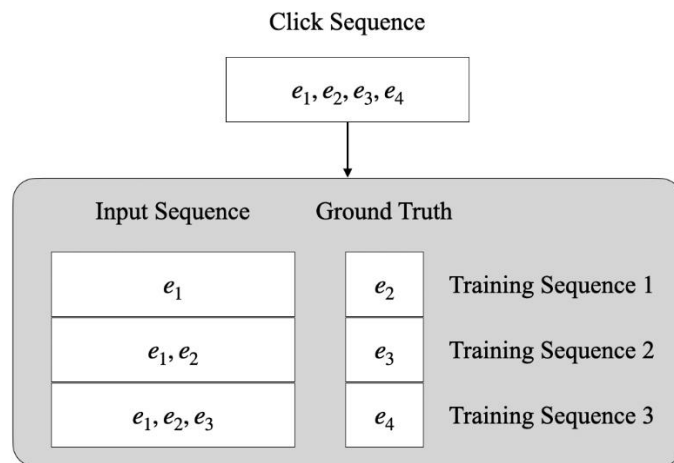 Click Sequence
e₁, e₂, e₃, e₄
Input Sequence Ground Truth
e₁ e₂ Training Sequence 1
e₁, e₂ e₃ Training Sequence 2
e₁, e₂, e₃ e₄ Training Sequence 3